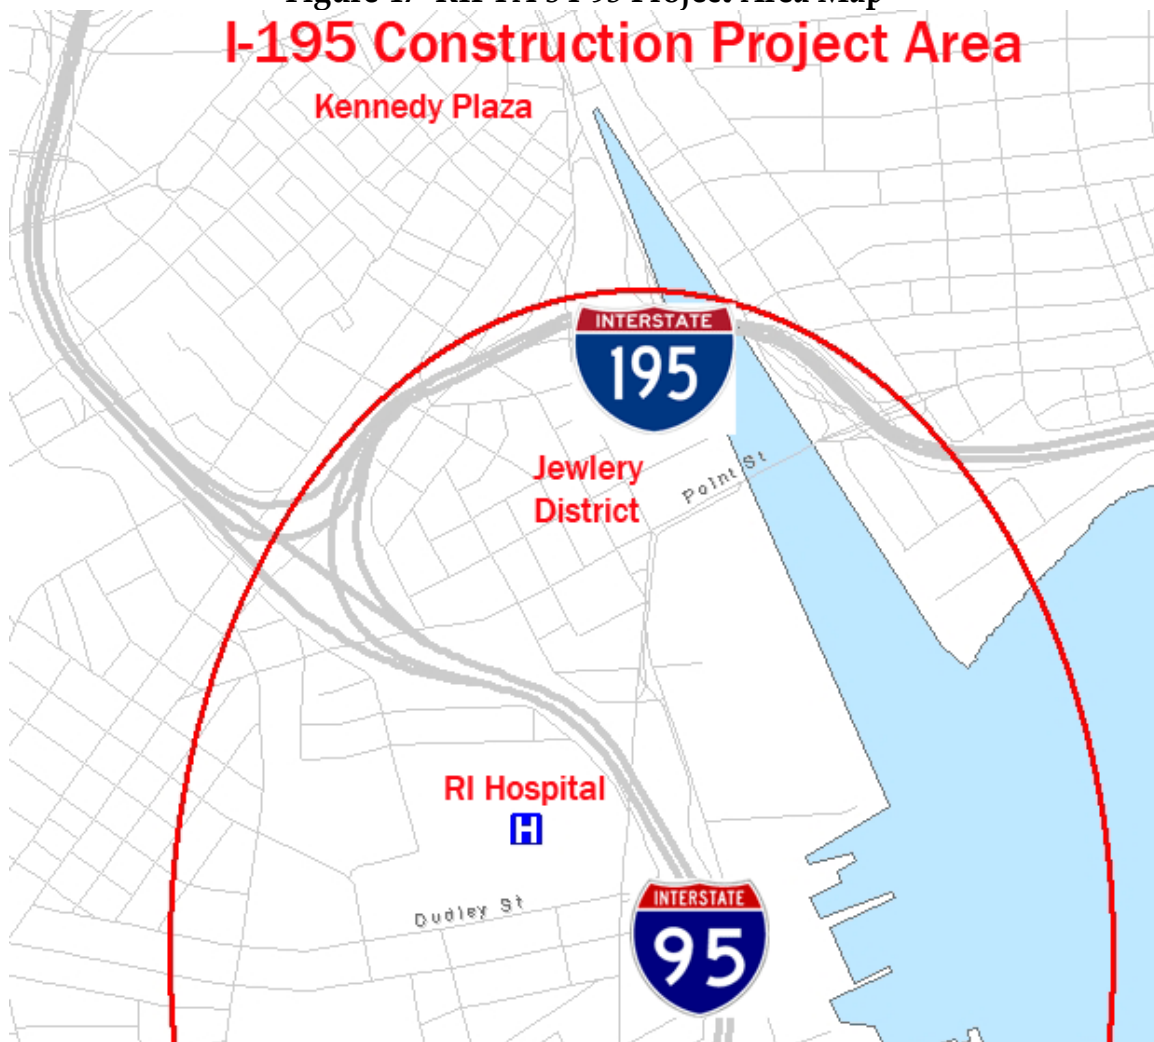 I-195 Construction Project Area
Kennedy Plaza
INTERSTATE
195
Jewlery
District
Point St
RI Hospital
H
Dudley St
INTERSTATE
95